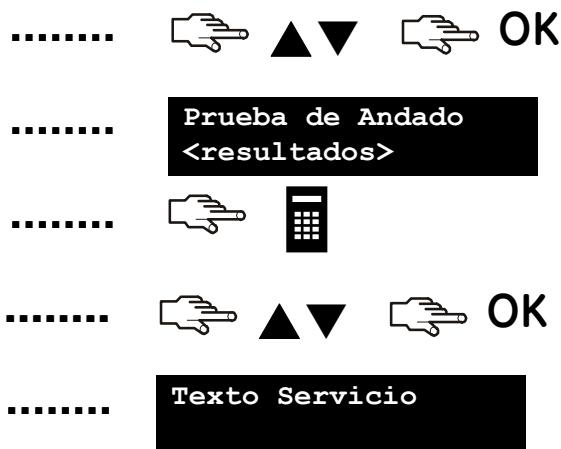 ........ ▲▼ OK
........ Prueba de Andado
<resultados>
........
........ ▲▼ OK
........ Texto Servicio